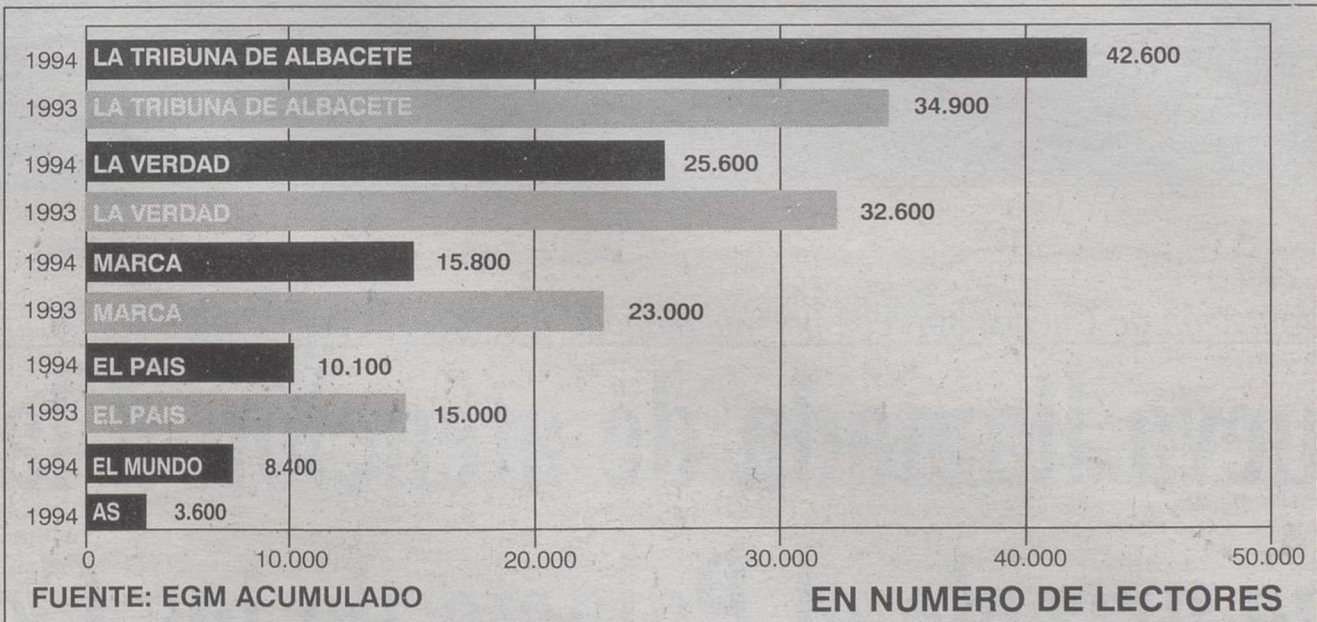 1994 LA TRIBUNA DE ALBACETE 42.600
1993 LA TRIBUNA DE ALBACETE 34.900
1994 LA VERDAD 25.600
1993 LA VERDAD 32.600
1994 MARCA 15.800
1993 MARCA 23.000
1994 EL PAIS 10.100
1993 EL PAIS 15.000
1994 EL MUNDO 8.400
1994 AS 3.600
0 10.000 20.000 30.000 40.000 50.000
FUENTE: EGM ACUMULADO EN NUMERO DE LECTORES